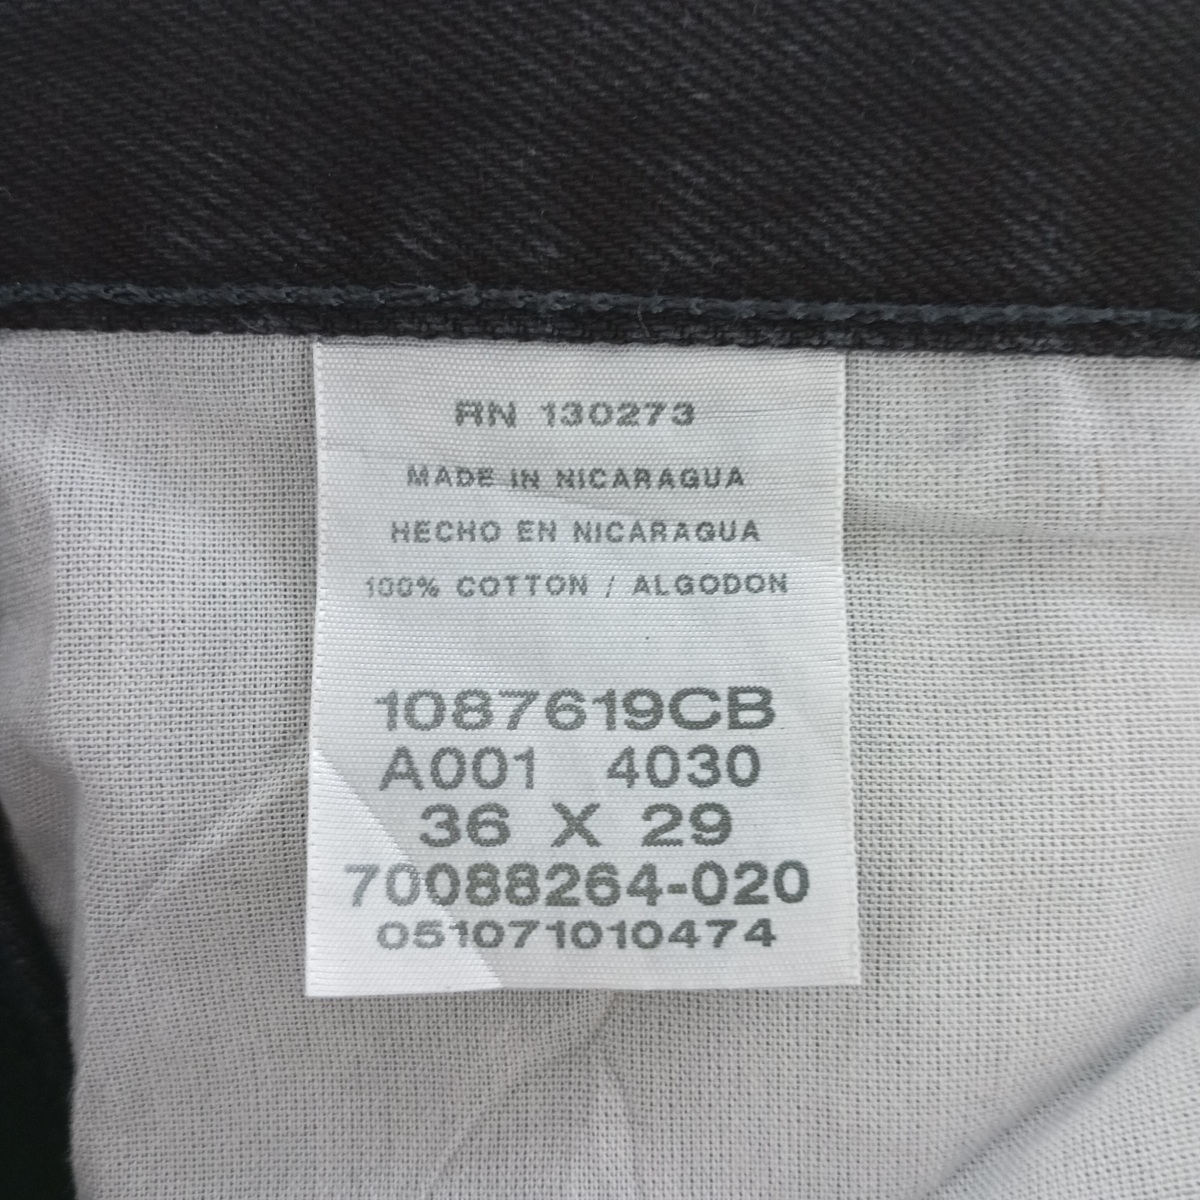 RN 130273
MADE IN NICARAGUA
HECHO EN NICARAGUA
100% COTTON / ALGODON
1087619CB
A001 4030
36 X 29
70088264-020
051071010474